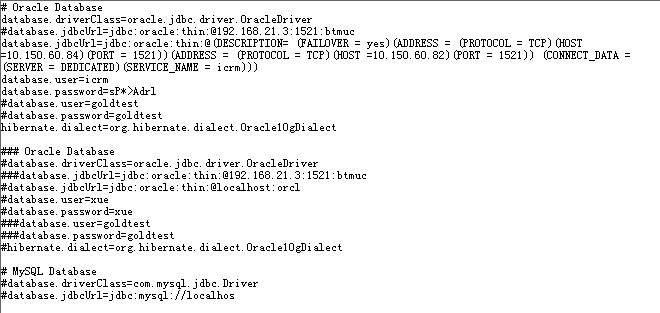 # Oracle Database
database.driverClass=oracle.jdbc.driver.OracleDriver
#database.jdbcUrl=jdbc:oracle:thin:@192.168.21.3:1521:btmuc
database.jdbcUrl=jdbc:oracle:thin:@(DESCRIPTION= (FAILOVER = yes)(ADDRESS = (PROTOCOL = TCP)(HOST
=10.150.60.84)(PORT = 1521))(ADDRESS = (PROTOCOL = TCP)(HOST =10.150.60.82)(PORT = 1521)) (CONNECT_DATA =
(SERVER = DEDICATED)(SERVICE_NAME = icrm)))
database.user=icrm
database.password=sP*>Adrl
#database.user=goldtest
#database.password=goldtest
hibernate.dialect=org.hibernate.dialect.Oracle10gDialect

### Oracle Database
#database.driverClass=oracle.jdbc.driver.OracleDriver
###database.jdbcUrl=jdbc:oracle:thin:@192.168.21.3:1521:btmuc
#database.jdbcUrl=jdbc:oracle:thin:@localhost:orcl
#database.user=xue
#database.password=xue
###database.user=goldtest
###database.password=goldtest
#hibernate.dialect=org.hibernate.dialect.Oracle10gDialect

# MySQL Database
#database.driverClass=com.mysql.jdbc.Driver
#database.jdbcUrl=jdbc:mysql://localhos